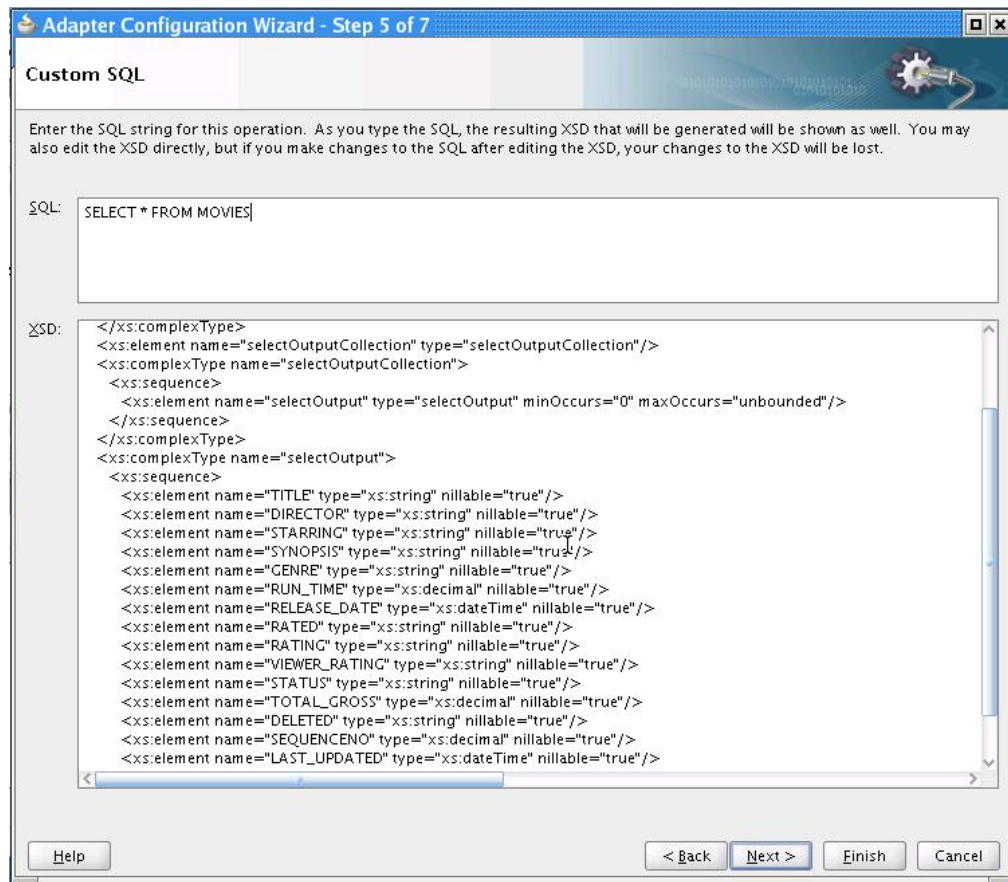 Adapter Configuration Wizard - Step 5 of 7
Custom SQL
Enter the SQL string for this operation. As you type the SQL, the resulting XSD that will be generated will be shown as well. You may
also edit the XSD directly, but if you make changes to the SQL after editing the XSD, your changes to the XSD will be lost.
SQL:
SELECT * FROM MOVIES
XSD:
</xs:complexType>
<xs:element name="selectOutputCollection" type="selectOutputCollection"/>
<xs:complexType name="selectOutputCollection">
<xs:sequence>
<xs:element name="selectOutput" type="selectOutput" minOccurs="0" maxOccurs="unbounded"/>
</xs:sequence>
</xs:complexType>
<xs:complexType name="selectOutput">
<xs:sequence>
<xs:element name="TITLE" type="xs:string" nillable="true"/>
<xs:element name="DIRECTOR" type="xs:string" nillable="true"/>
<xs:element name="STARRING" type="xs:string" nillable="true"/>
<xs:element name="SYNOPSIS" type="xs:string" nillable="true"/>
<xs:element name="GENRE" type="xs:string" nillable="true"/>
<xs:element name="RUN_TIME" type="xs:decimal" nillable="true"/>
<xs:element name="RELEASE_DATE" type="xs:dateTime" nillable="true"/>
<xs:element name="RATED" type="xs:string" nillable="true"/>
<xs:element name="RATING" type="xs:string" nillable="true"/>
<xs:element name="VIEWER_RATING" type="xs:string" nillable="true"/>
<xs:element name="STATUS" type="xs:string" nillable="true"/>
<xs:element name="TOTAL_GROSS" type="xs:decimal" nillable="true"/>
<xs:element name="DELETED" type="xs:string" nillable="true"/>
<xs:element name="SEQUENCENO" type="xs:decimal" nillable="true"/>
<xs:element name="LAST_UPDATED" type="xs:dateTime" nillable="true"/>
Help
< Back
Next >
Finish
Cancel